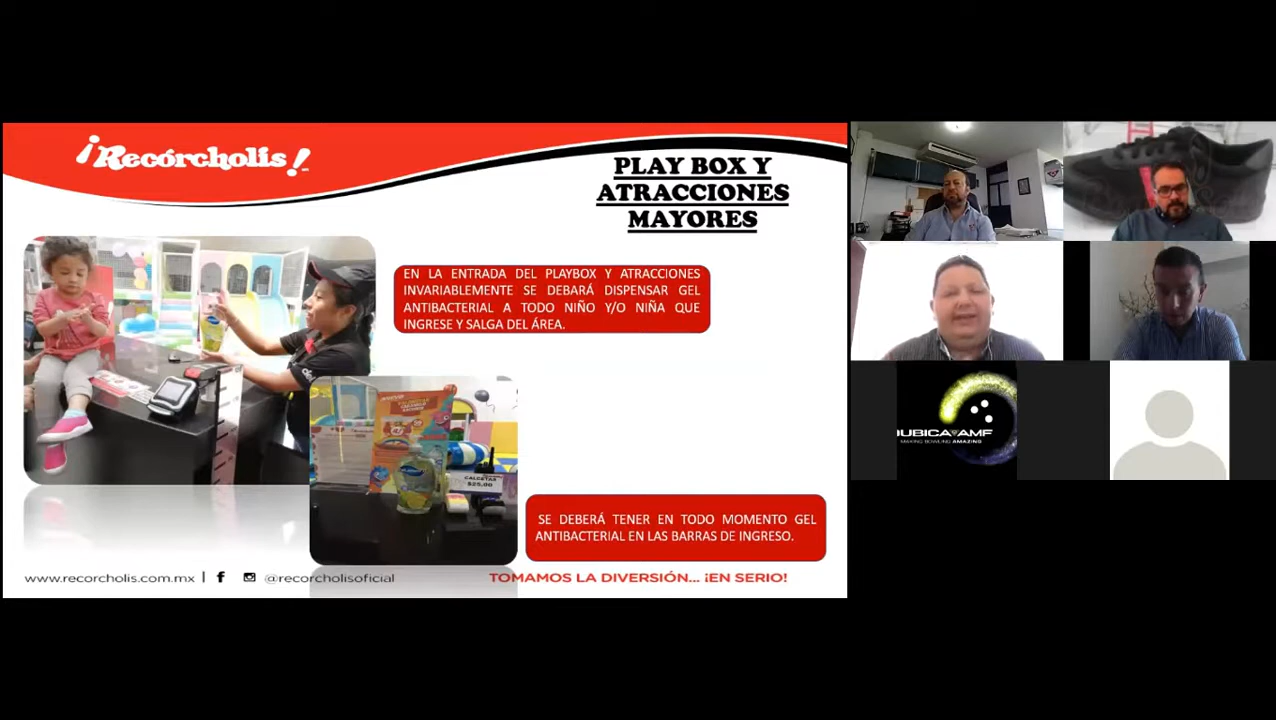 ¡Recórcholis!
PLAY BOX Y
ATRACCIONES
MAYORES
EN LA ENTRADA DEL PLAYBOX Y ATRACCIONES
INVARIABLEMENTE SE DEBARÁ DISPENSAR GEL
ANTIBACTERIAL A TODO NIÑO Y/O NIÑA QUE
INGRESE Y SALGA DEL ÁREA.
CALCETAS
$25.00
SE DEBERÁ TENER EN TODO MOMENTO GEL
ANTIBACTERIAL EN LAS BARRAS DE INGRESO.
www.recorcholis.com.mx | f @recorcholisoficial
TOMAMOS LA DIVERSIÓN... ¡EN SERIO!
UBICA AMF
MAKING BOWLING AMAZING